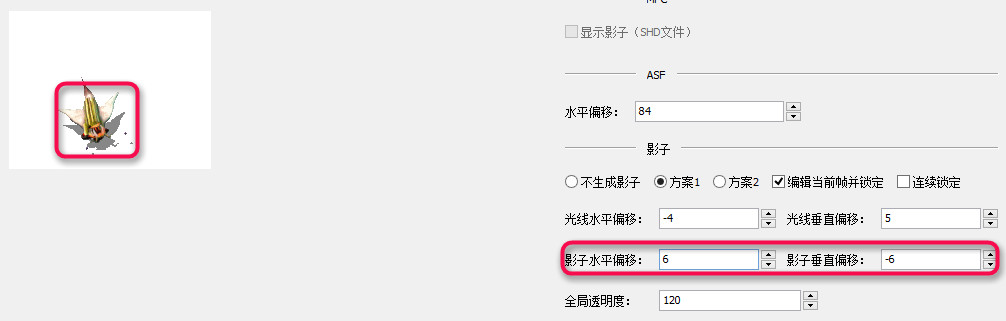 显示影子（SHD文件）
ASF
水平偏移： 84
影子
不生成影子 方案1 方案2 编辑当前帧并锁定 连续锁定
光线水平偏移： -4 光线垂直偏移： 5
影子水平偏移： 6 影子垂直偏移： -6
全局透明度： 120